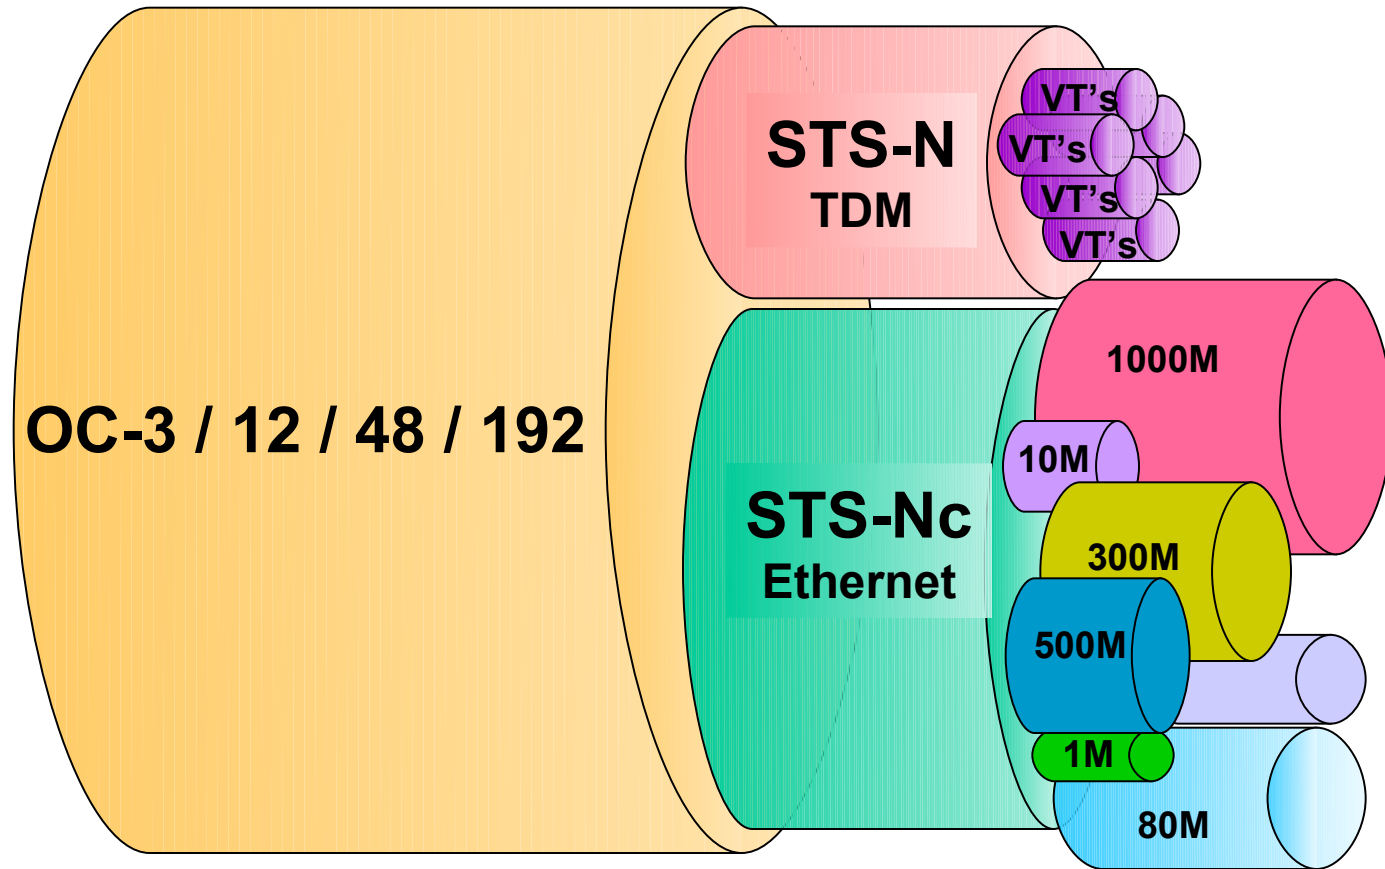 OC-3 / 12 / 48 / 192
STS-N
TDM
VT's
VT's
VT's
VT's
STS-Nc
Ethernet
1000M
10M
300M
500M
1M
80M